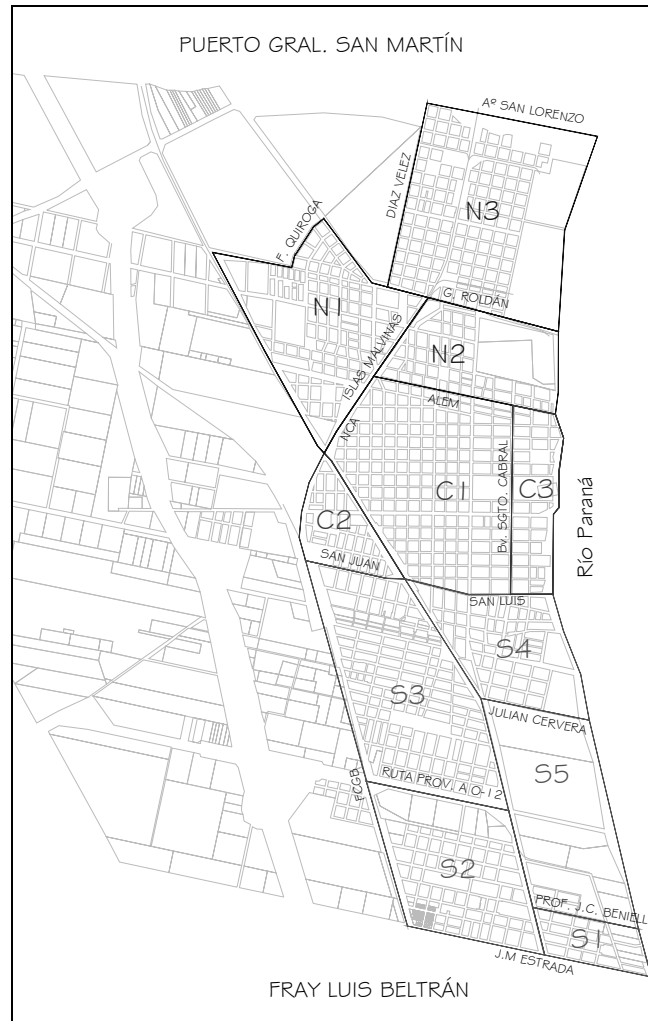 PUERTO GRAL. SAN MARTÍN
Aº SAN LORENZO
DIAZ VELEZ
N3
F. QUIROGA
G. ROLDÁN
N1
ISLAS MALVINAS
N2
ALEM
NCA
Bv. SGTO. CABRAL
C1
C3
C2
Río Paraná
SAN JUAN
SAN LUIS
S4
S3
JULIAN CERVERA
S5
RUTA PROV. A 0-12
FCGB
S2
PROF. J.C. BENIELL
S1
J.M ESTRADA
FRAY LUIS BELTRÁN